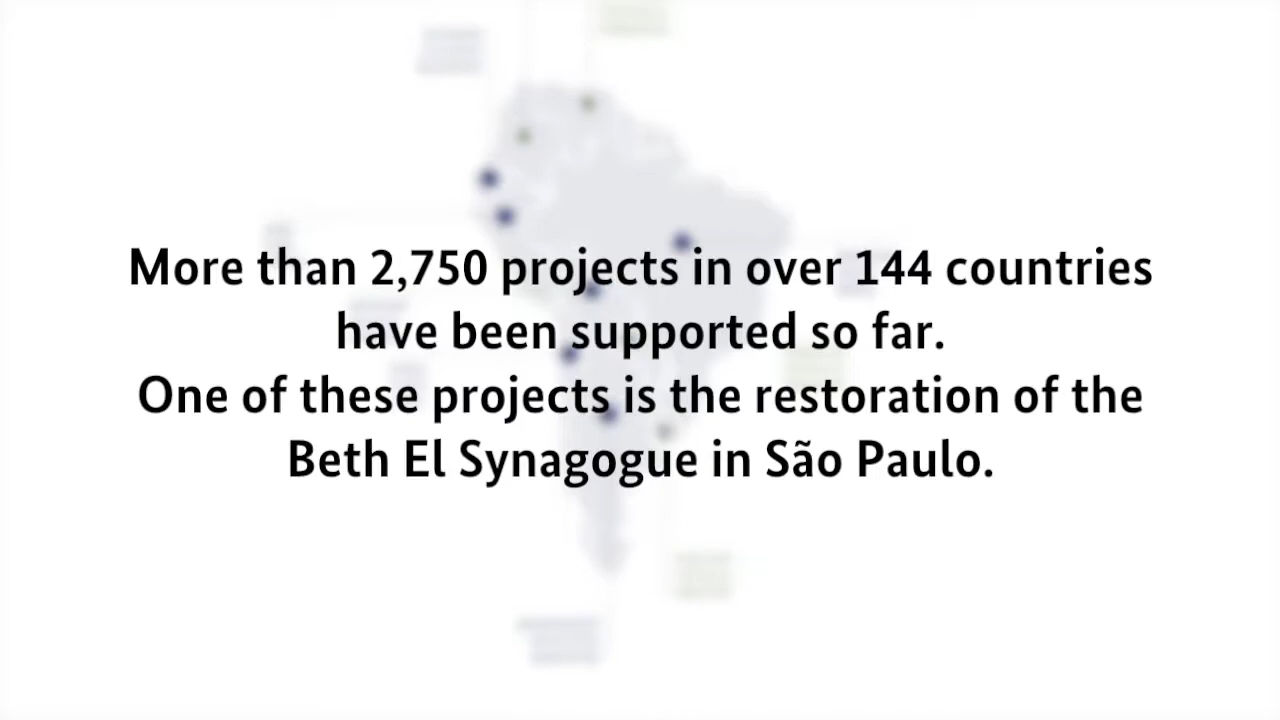 More than 2,750 projects in over 144 countries
have been supported so far.
One of these projects is the restoration of the
Beth El Synagogue in São Paulo.